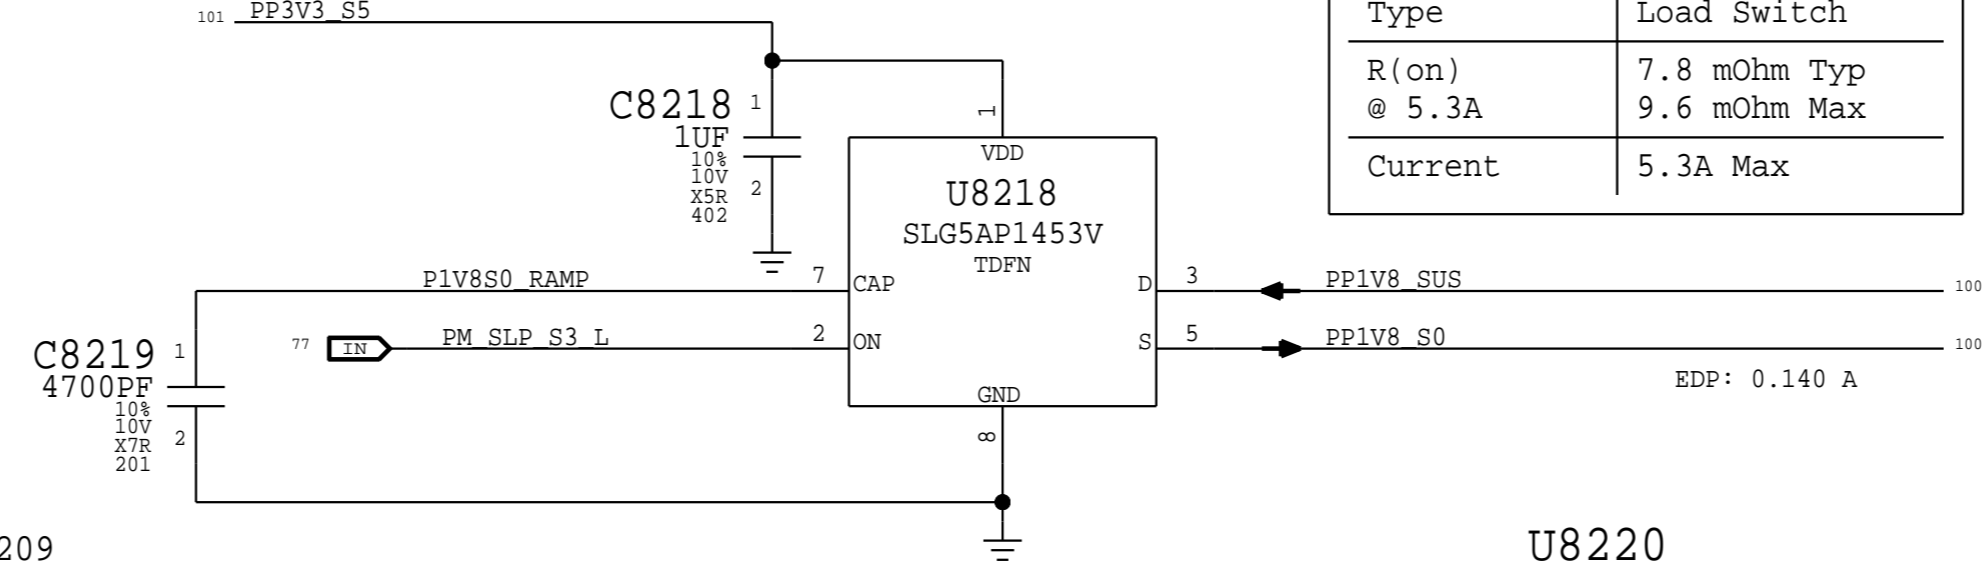 101 PP3V3_S5
Type Load Switch
R(on) 7.8 mOhm Typ
@ 5.3A 9.6 mOhm Max
Current 5.3A Max
C8218 1
1UF
10%
10V
X5R
402
2
1
VDD
U8218
SLG5AP1453V
TDFN
P1V8S0_RAMP 7 CAP
D 3 PP1V8_SUS 100
77 IN PM_SLP_S3_L 2 ON
S 5 PP1V8_S0 100
EDP: 0.140 A
GND
8
C8219 1
4700PF
10%
10V
X7R
201
2
209
U8220